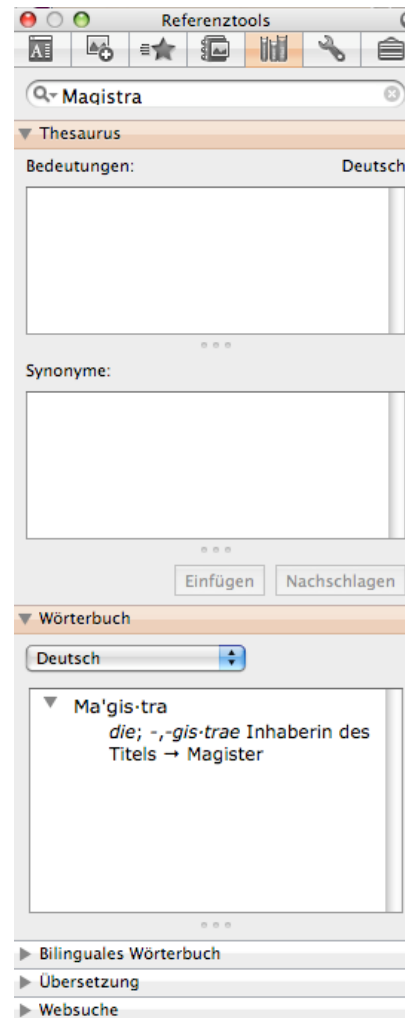 Referenztools
Magistra
Thesaurus
Bedeutungen: Deutsch
Synonyme:
Einfügen Nachschlagen
Wörterbuch
Deutsch
Ma'gis·tra
die; -,-gis·trae Inhaberin des
Titels → Magister
Bilinguales Wörterbuch
Übersetzung
Websuche